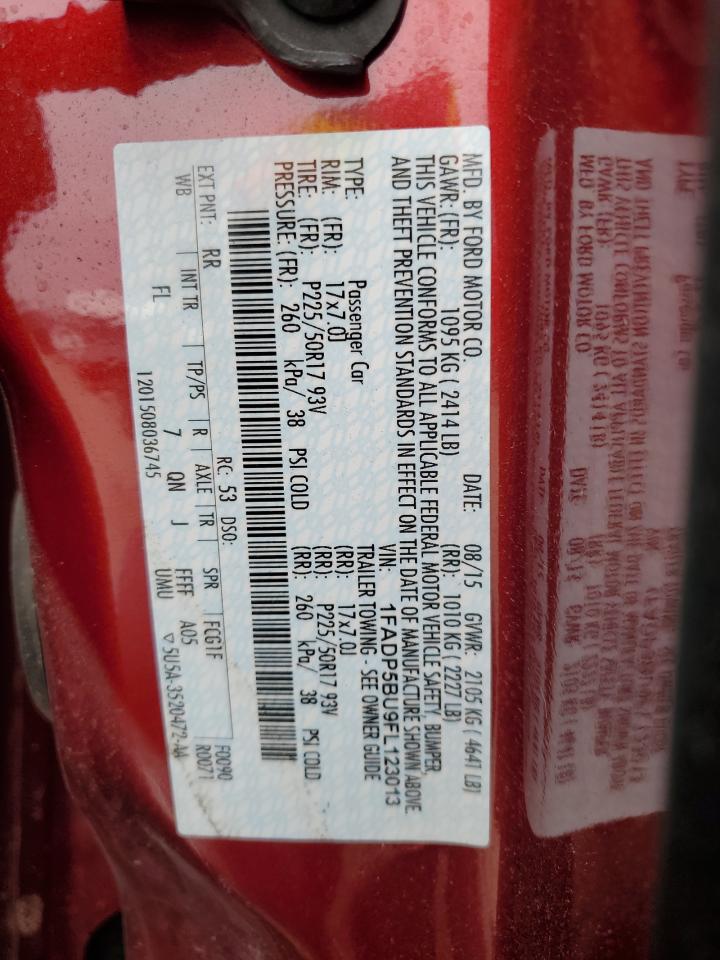 MFD. BY FORD MOTOR CO. DATE: 08/15 GVWR: 2105 KG ( 4641 LB)
GAWR: (FR): 1095 KG ( 2414 LB) (RR): 1010 KG ( 2227 LB)
THIS VEHICLE CONFORMS TO ALL APPLICABLE FEDERAL MOTOR VEHICLE SAFETY, BUMPER,
AND THEFT PREVENTION STANDARDS IN EFFECT ON THE DATE OF MANUFACTURE SHOWN ABOVE.
VIN: 1FADP5BU9FL123013
TYPE: Passenger Car TRAILER TOWING - SEE OWNER GUIDE
RIM: (FR): 17x7.0J (RR): 17x7.0J
TIRE: (FR): P225/50R17 93V (RR): P225/50R17 93V
PRESSURE: (FR): 260 kPa/ 38 PSI COLD (RR): 260 kPa/ 38 PSI COLD
RC: 53 DSO: F0090
EXT PNT: RR FCG1F R0071
WB INT TR TP/PS R AXLE TR SPR
FL 7 QN J FFFF A05
1201508036745 UMU ▽5U5A-3520472-AA